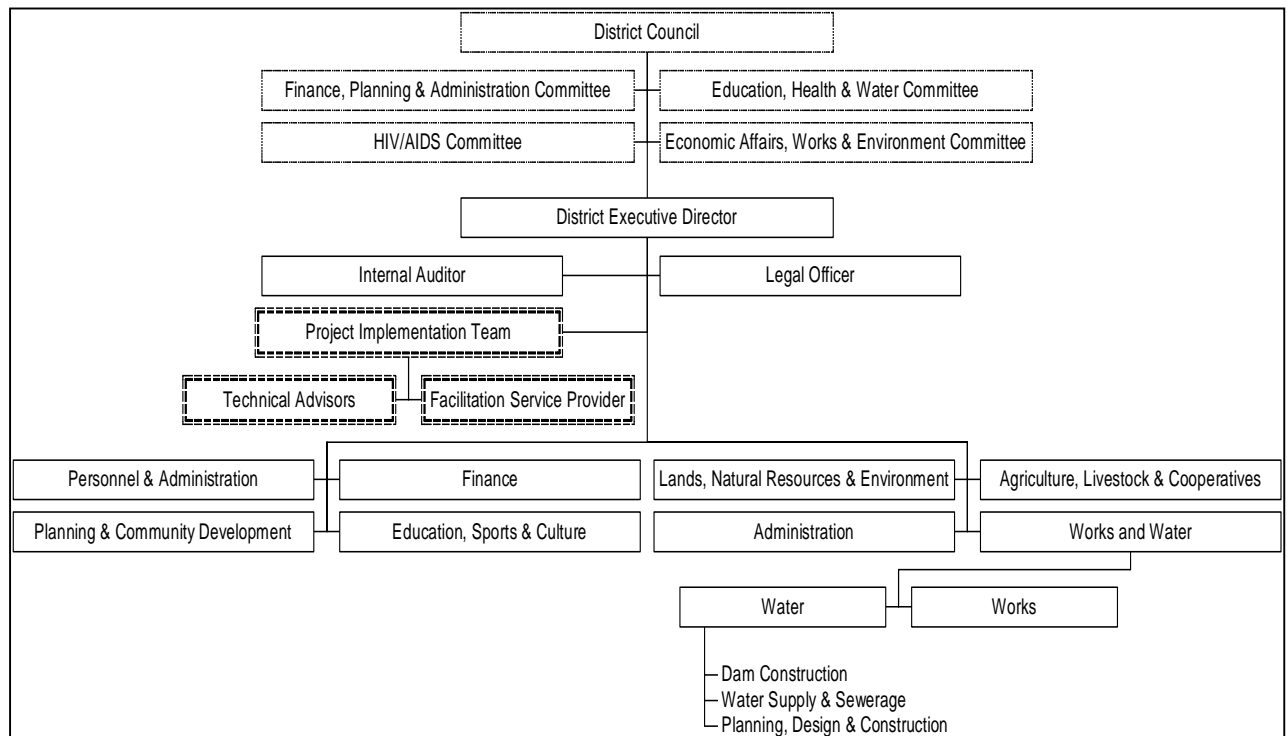 District Council
Finance, Planning & Administration Committee
Education, Health & Water Committee
HIV/AIDS Committee
Economic Affairs, Works & Environment Committee
District Executive Director
Internal Auditor
Legal Officer
Project Implementation Team
Technical Advisors
Facilitation Service Provider
Personnel & Administration
Finance
Lands, Natural Resources & Environment
Agriculture, Livestock & Cooperatives
Planning & Community Development
Education, Sports & Culture
Administration
Works and Water
Water
Works
Dam Construction
Water Supply & Sewerage
Planning, Design & Construction